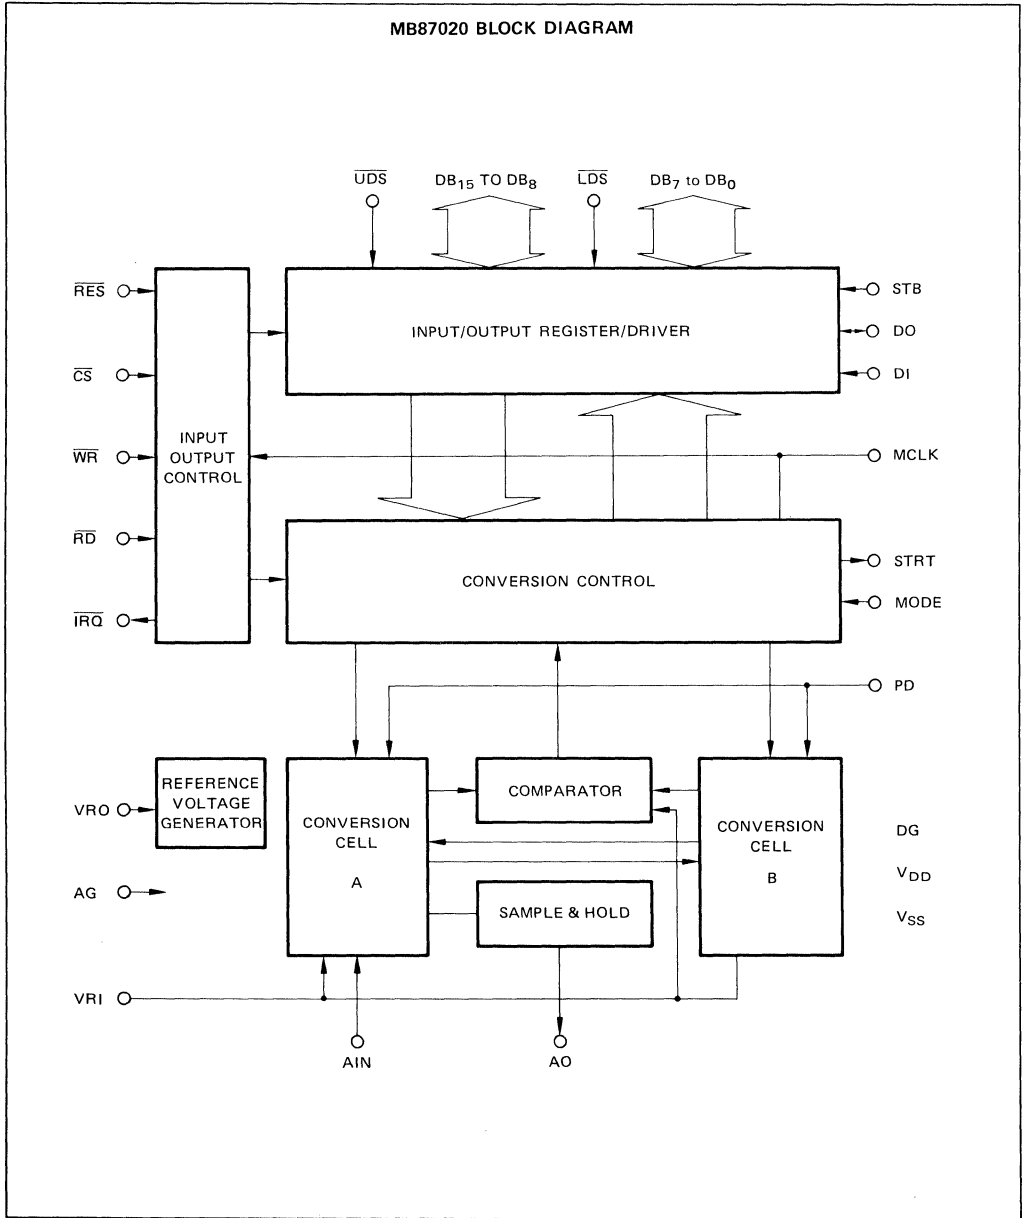 MB87020 BLOCK DIAGRAM
UDS DB15 TO DB8 LDS DB7 to DB0
RES
CS
WR
RD
IRQ
INPUT
OUTPUT
CONTROL
INPUT/OUTPUT REGISTER/DRIVER
STB
DO
DI
MCLK
CONVERSION CONTROL
STRT
MODE
PD
VRO
REFERENCE
VOLTAGE
GENERATOR
AG
VRI
CONVERSION
CELL
A
COMPARATOR
SAMPLE & HOLD
CONVERSION
CELL
B
DG
VDD
VSS
AIN
AO